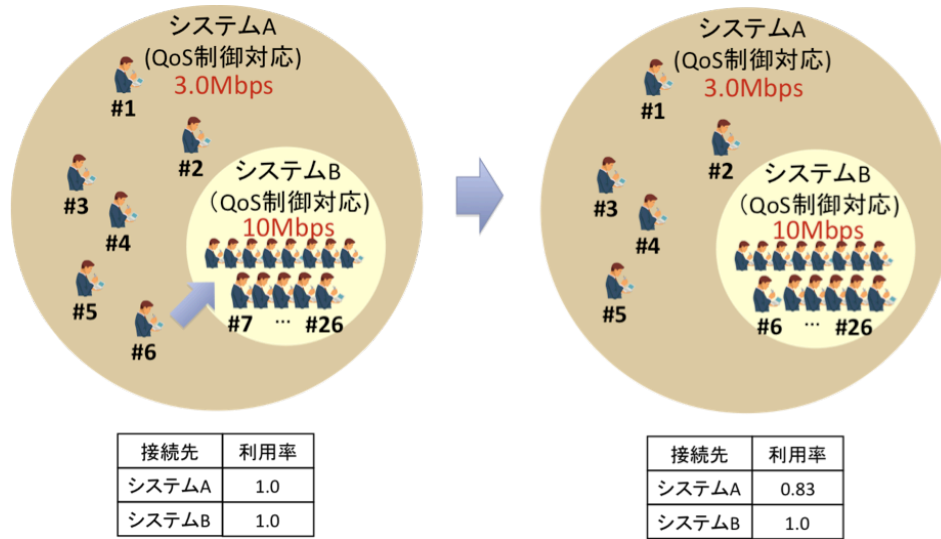 システムA
(QoS制御対応)
3.0Mbps
#1
#2
#3
#4
#5
#6
システムB
（QoS制御対応)
10Mbps
#7 … #26
接続先 利用率
システムA 1.0
システムB 1.0
システムA
(QoS制御対応)
3.0Mbps
#1
#2
#3
#4
#5
システムB
（QoS制御対応)
10Mbps
#6 … #26
接続先 利用率
システムA 0.83
システムB 1.0